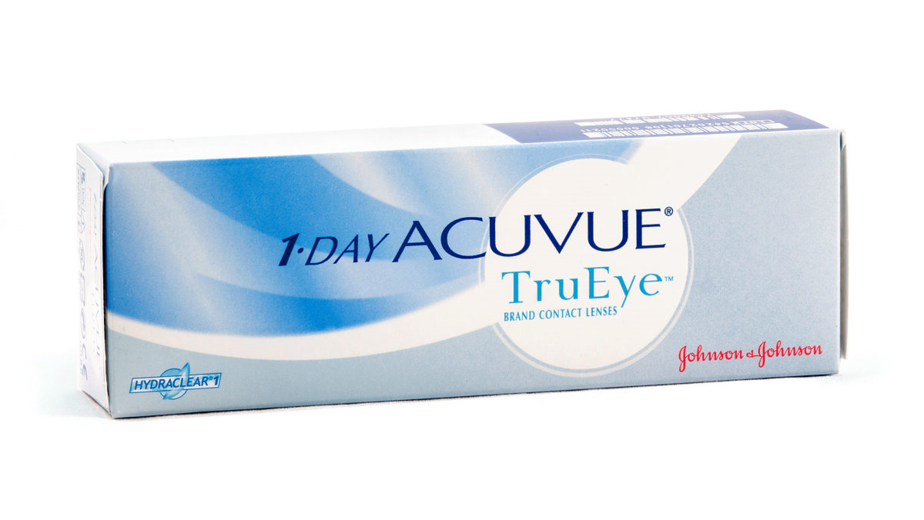 1·DAY ACUVUE®
TruEye™
BRAND CONTACT LENSES
HYDRACLEAR®1
Johnson & Johnson